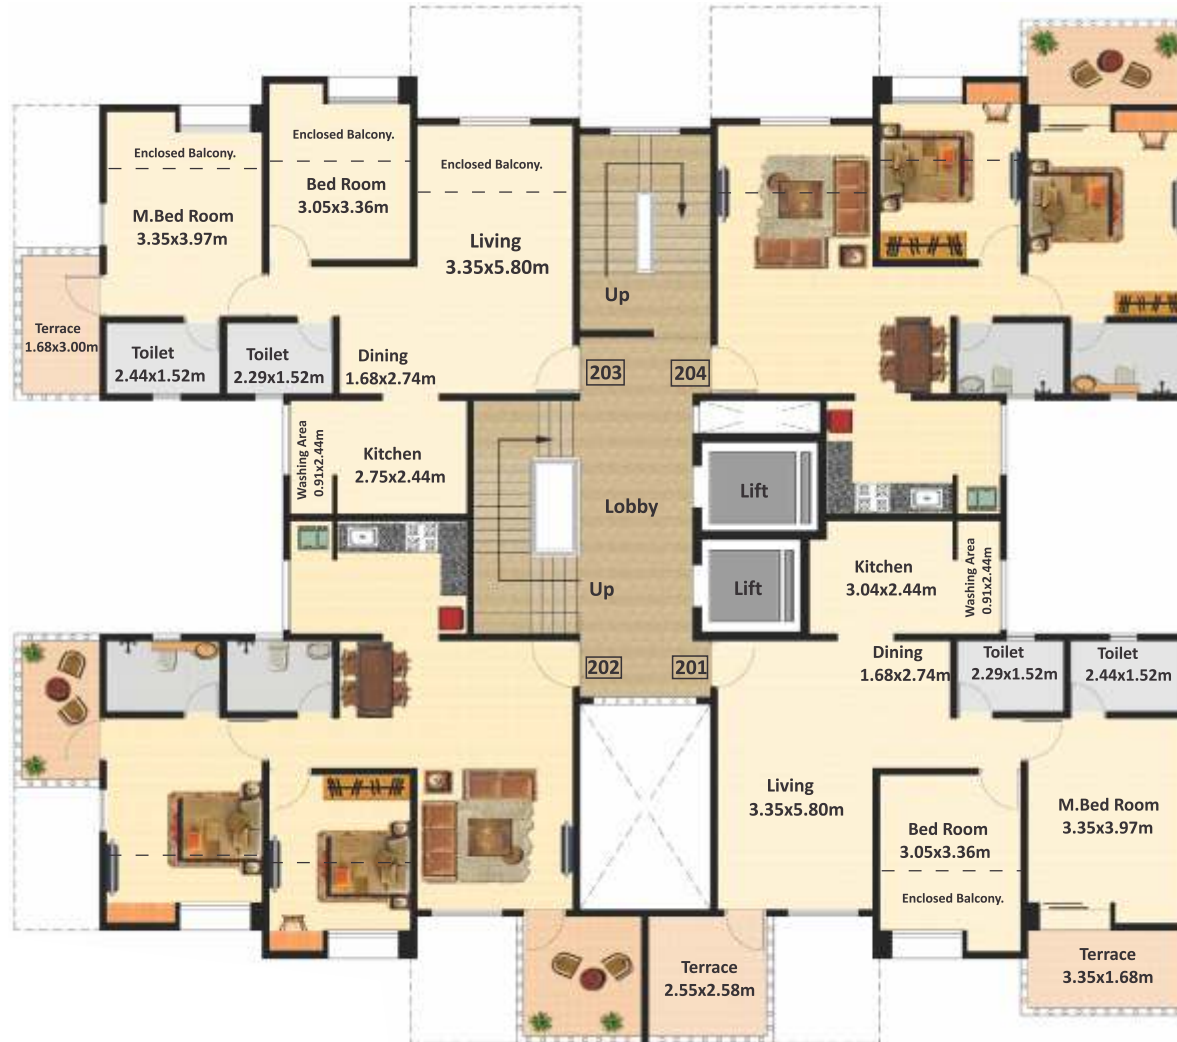 Enclosed Balcony.
Enclosed Balcony.
Enclosed Balcony.
Bed Room
3.05x3.36m
M.Bed Room
3.35x3.97m
Living
3.35x5.80m
Up
Terrace
1.68x3.00m
Toilet
2.44x1.52m
Toilet
2.29x1.52m
Dining
1.68x2.74m
203
204
Washing Area
0.91x2.44m
Kitchen
2.75x2.44m
Lobby
Lift
Lift
Up
Kitchen
3.04x2.44m
Washing Area
0.91x2.44m
202
201
Dining
1.68x2.74m
Toilet
2.29x1.52m
Toilet
2.44x1.52m
Living
3.35x5.80m
Bed Room
3.05x3.36m
Enclosed Balcony.
M.Bed Room
3.35x3.97m
Terrace
2.55x2.58m
Terrace
3.35x1.68m